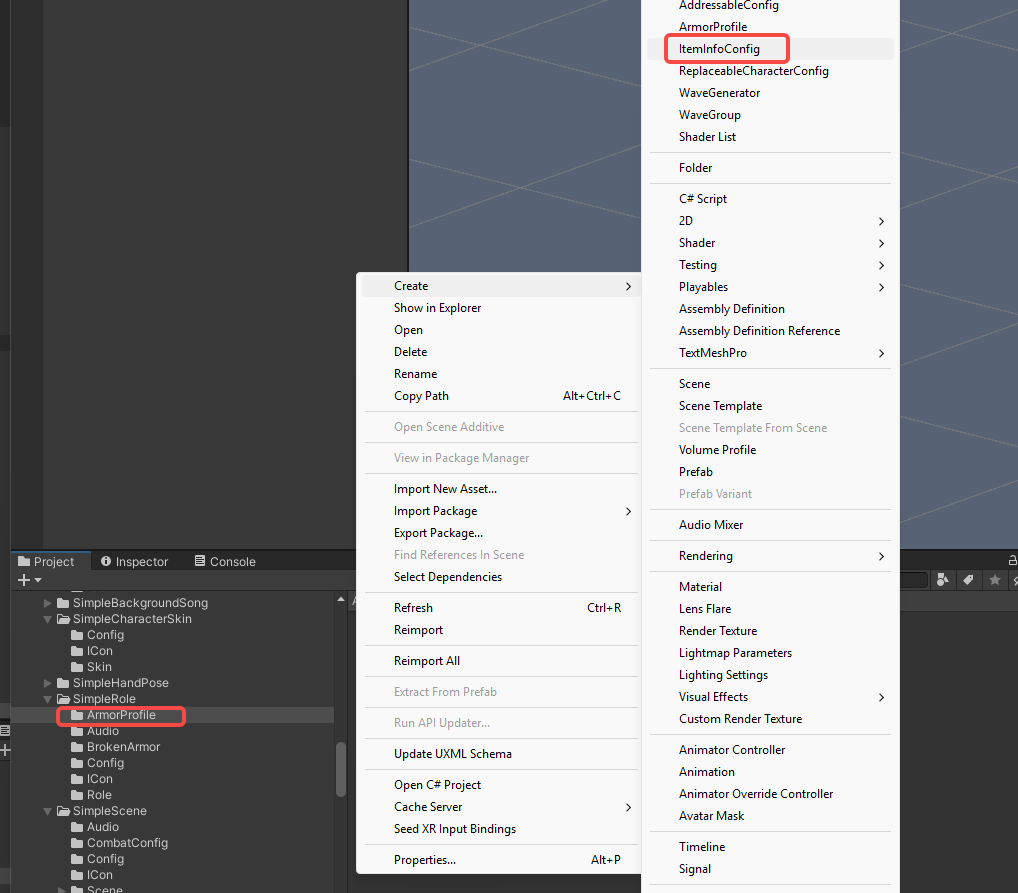 AddressableConfig
ArmorProfile
ItemInfoConfig
ReplaceableCharacterConfig
WaveGenerator
WaveGroup
Shader List
Folder
C# Script
2D
Shader
Testing
Playables
Assembly Definition
Assembly Definition Reference
TextMeshPro
Scene
Scene Template
Scene Template From Scene
Volume Profile
Prefab
Prefab Variant
Audio Mixer
Rendering
Material
Lens Flare
Render Texture
Lightmap Parameters
Lighting Settings
Visual Effects
Custom Render Texture
Animator Controller
Animation
Animator Override Controller
Avatar Mask
Timeline
Signal
Create
Show in Explorer
Open
Delete
Rename
Copy Path Alt+Ctrl+C
Open Scene Additive
View in Package Manager
Import New Asset...
Import Package
Export Package...
Find References In Scene
Select Dependencies
Refresh Ctrl+R
Reimport
Reimport All
Extract From Prefab
Run API Updater...
Update UXML Schema
Open C# Project
Cache Server
Seed XR Input Bindings
Properties... Alt+P
Project Inspector Console
SimpleBackgroundSong
SimpleCharacterSkin
Config
ICon
Skin
SimpleHandPose
SimpleRole
ArmorProfile
Audio
BrokenArmor
Config
ICon
Role
SimpleScene
Audio
CombatConfig
Config
ICon
Scene